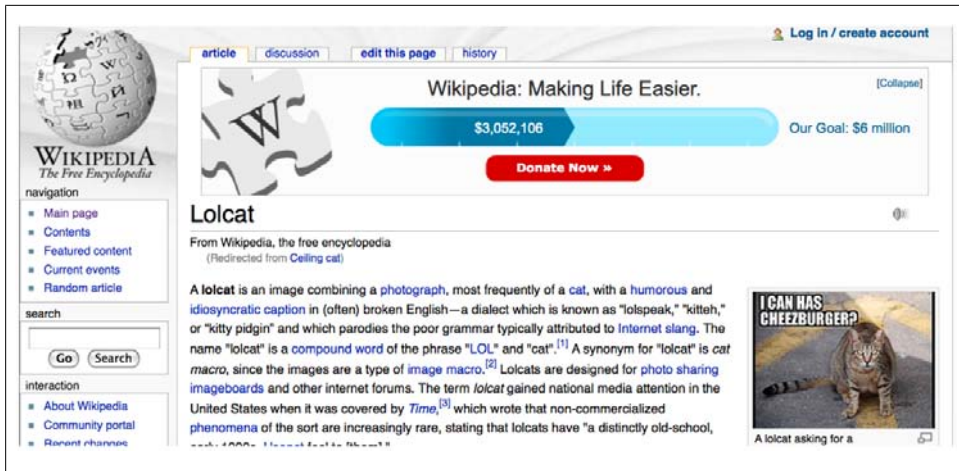 Log in / create account
article discussion edit this page history
Wikipedia: Making Life Easier.
[Collapse]
$3,052,106
Our Goal: $6 million
Donate Now »
W
WIKIPEDIA
The Free Encyclopedia
navigation
Main page
Contents
Featured content
Current events
Random article
search
Go Search
interaction
About Wikipedia
Community portal
Recent changes
Lolcat
From Wikipedia, the free encyclopedia
(Redirected from Ceiling cat)
A lolcat is an image combining a photograph, most frequently of a cat, with a humorous and
idiosyncratic caption in (often) broken English—a dialect which is known as "lolspeak," "kitteh,"
or "kitty pidgin" and which parodies the poor grammar typically attributed to Internet slang. The
name "lolcat" is a compound word of the phrase "LOL" and "cat".[1] A synonym for "lolcat" is cat
macro, since the images are a type of image macro.[2] Lolcats are designed for photo sharing
imageboards and other internet forums. The term lolcat gained national media attention in the
United States when it was covered by Time,[3] which wrote that non-commercialized
phenomena of the sort are increasingly rare, stating that lolcats have "a distinctly old-school,
I CAN HAS
CHEEZBURGER?
A lolcat asking for a